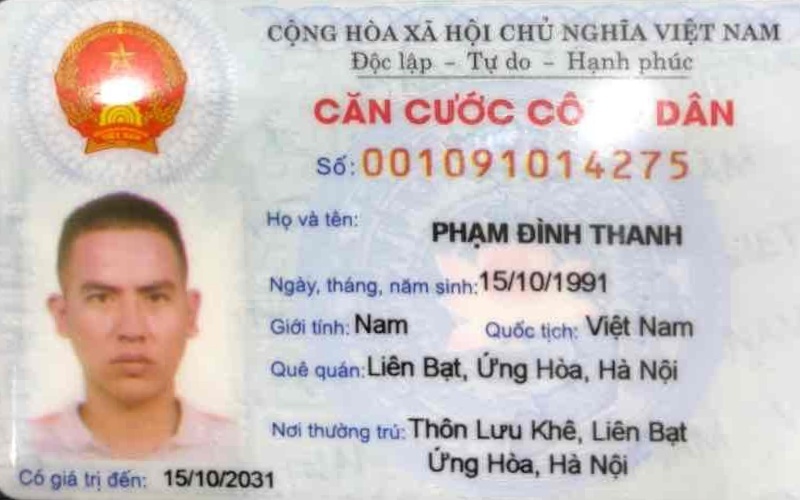 CỘNG HÒA XÃ HỘI CHỦ NGHĨA VIỆT NAM
Độc lập - Tự do - Hạnh phúc
CĂN CƯỚC CÔ DÂN
Số: 001091014275
Họ và tên: PHẠM ĐÌNH THANH
Ngày, tháng, năm sinh: 15/10/1991
Giới tính: Nam Quốc tịch: Việt Nam
Quê quán: Liên Bạt, Ứng Hòa, Hà Nội
Nơi thường trú: Thôn Lưu Khê, Liên Bạt
Ứng Hòa, Hà Nội
Có giá trị đến: 15/10/2031